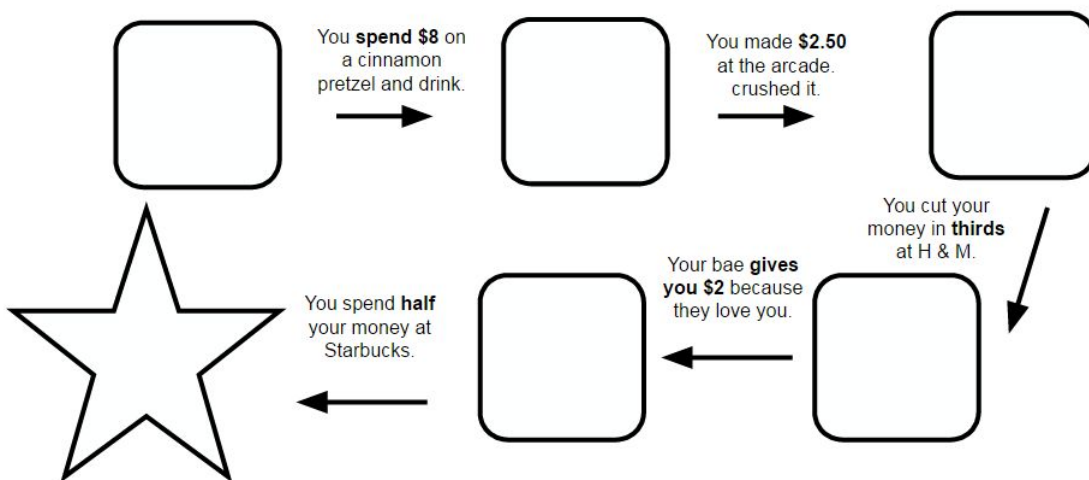 You spend $8 on
a cinnamon
pretzel and drink.
You made $2.50
at the arcade.
crushed it.
You cut your
money in thirds
at H & M.
Your bae gives
you $2 because
they love you.
You spend half
your money at
Starbucks.